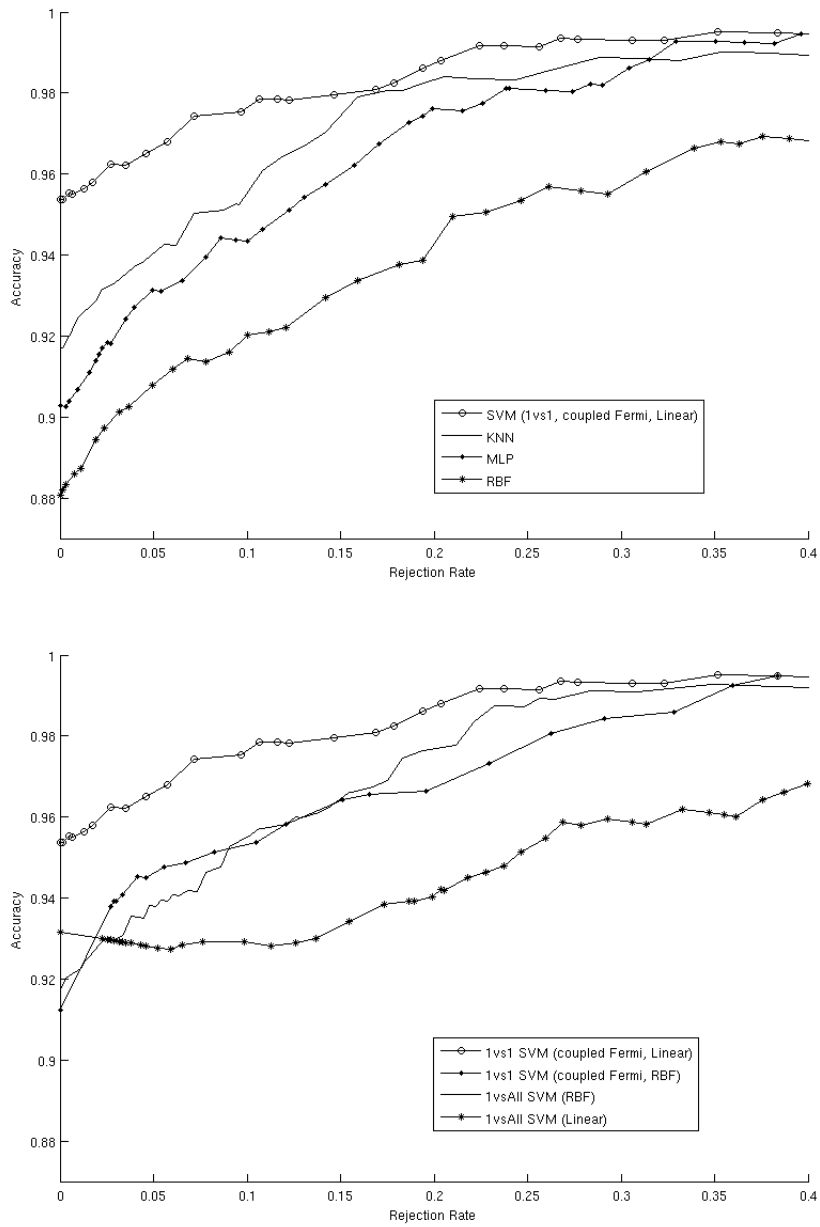 1
0.98
0.96
0.94
0.92
0.9
0.88
Accuracy
SVM (1vs1, coupled Fermi, Linear)
KNN
MLP
RBF
0
0.05
0.1
0.15
0.2
0.25
0.3
0.35
0.4
Rejection Rate
1
0.98
0.96
0.94
0.92
0.9
0.88
Accuracy
1vs1 SVM (coupled Fermi, Linear)
1vs1 SVM (coupled Fermi, RBF)
1vsAll SVM (RBF)
1vsAll SVM (Linear)
0
0.05
0.1
0.15
0.2
0.25
0.3
0.35
0.4
Rejection Rate